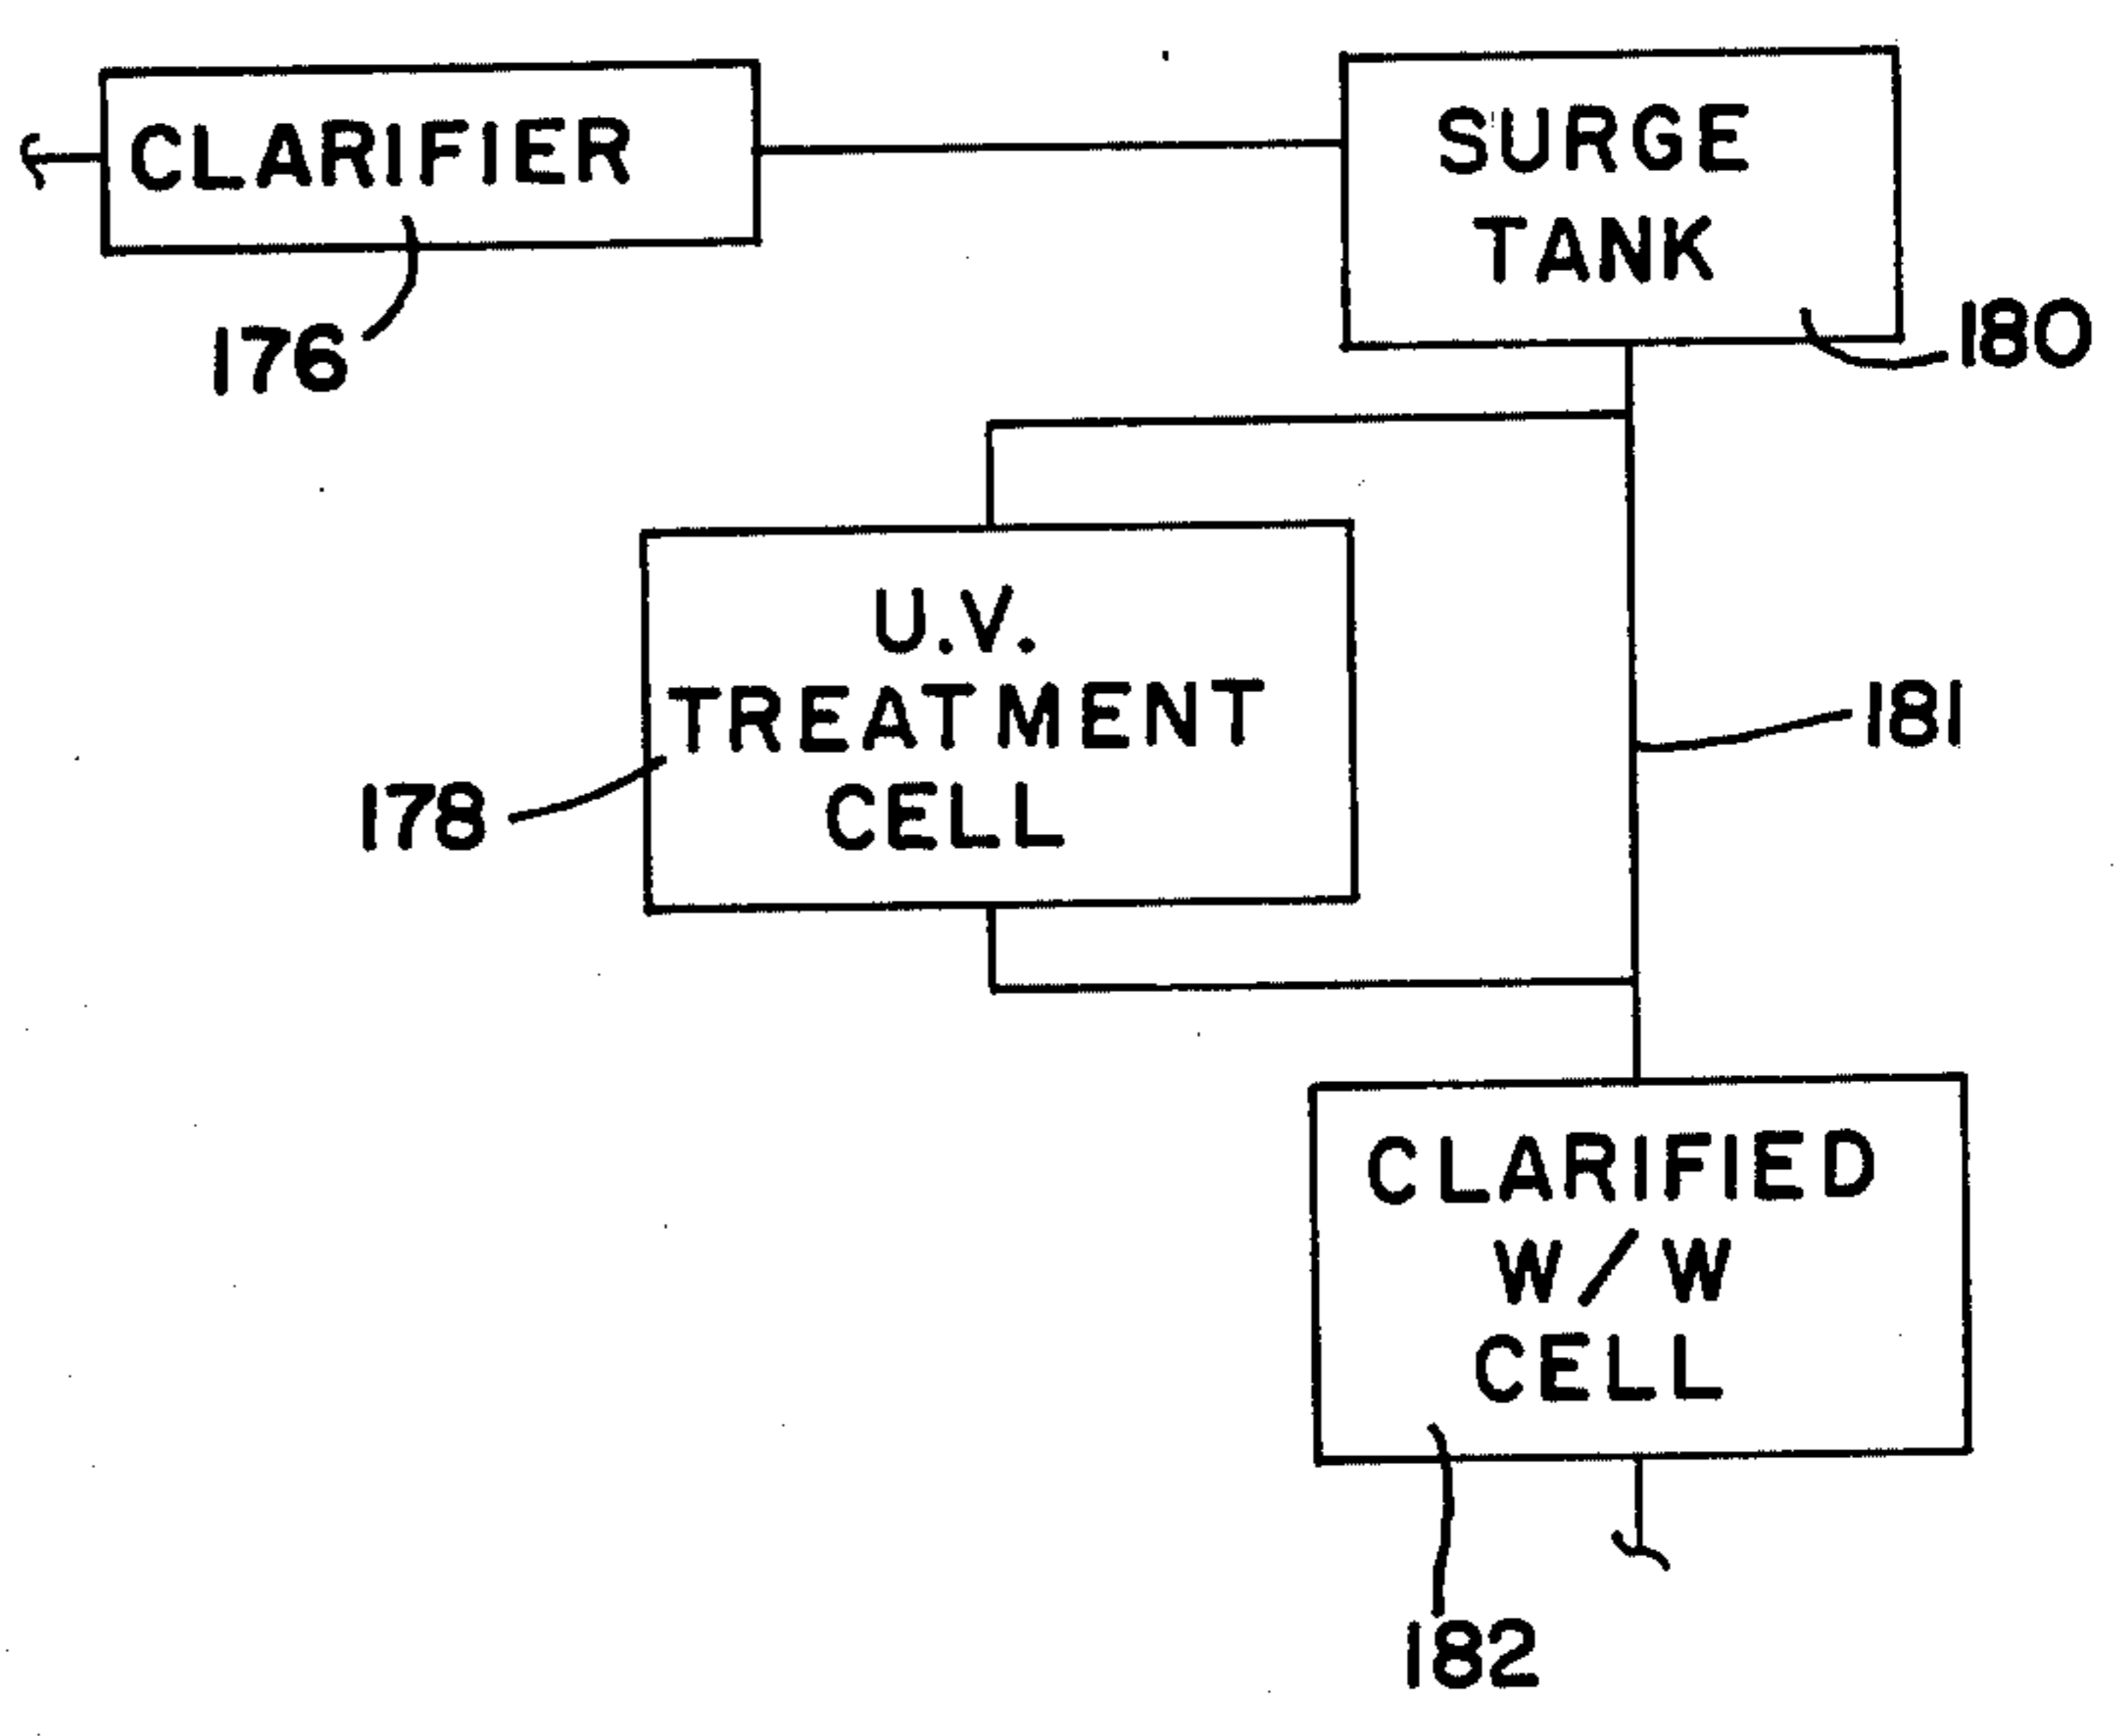 CLARIFIER
176
SURGE
TANK
180
U.V.
TREATMENT
CELL
178
181
CLARIFIED
W/W
CELL
182